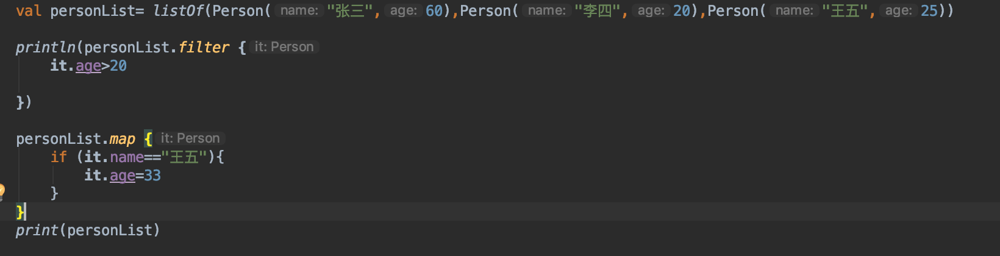 val personList= listOf(Person( name: "张三", age: 60),Person( name: "李四", age: 20),Person( name: "王五", age: 25))
println(personList.filter { it: Person
it.age>20
})
personList.map { it: Person
if (it.name=="王五"){
it.age=33
}
}
print(personList)